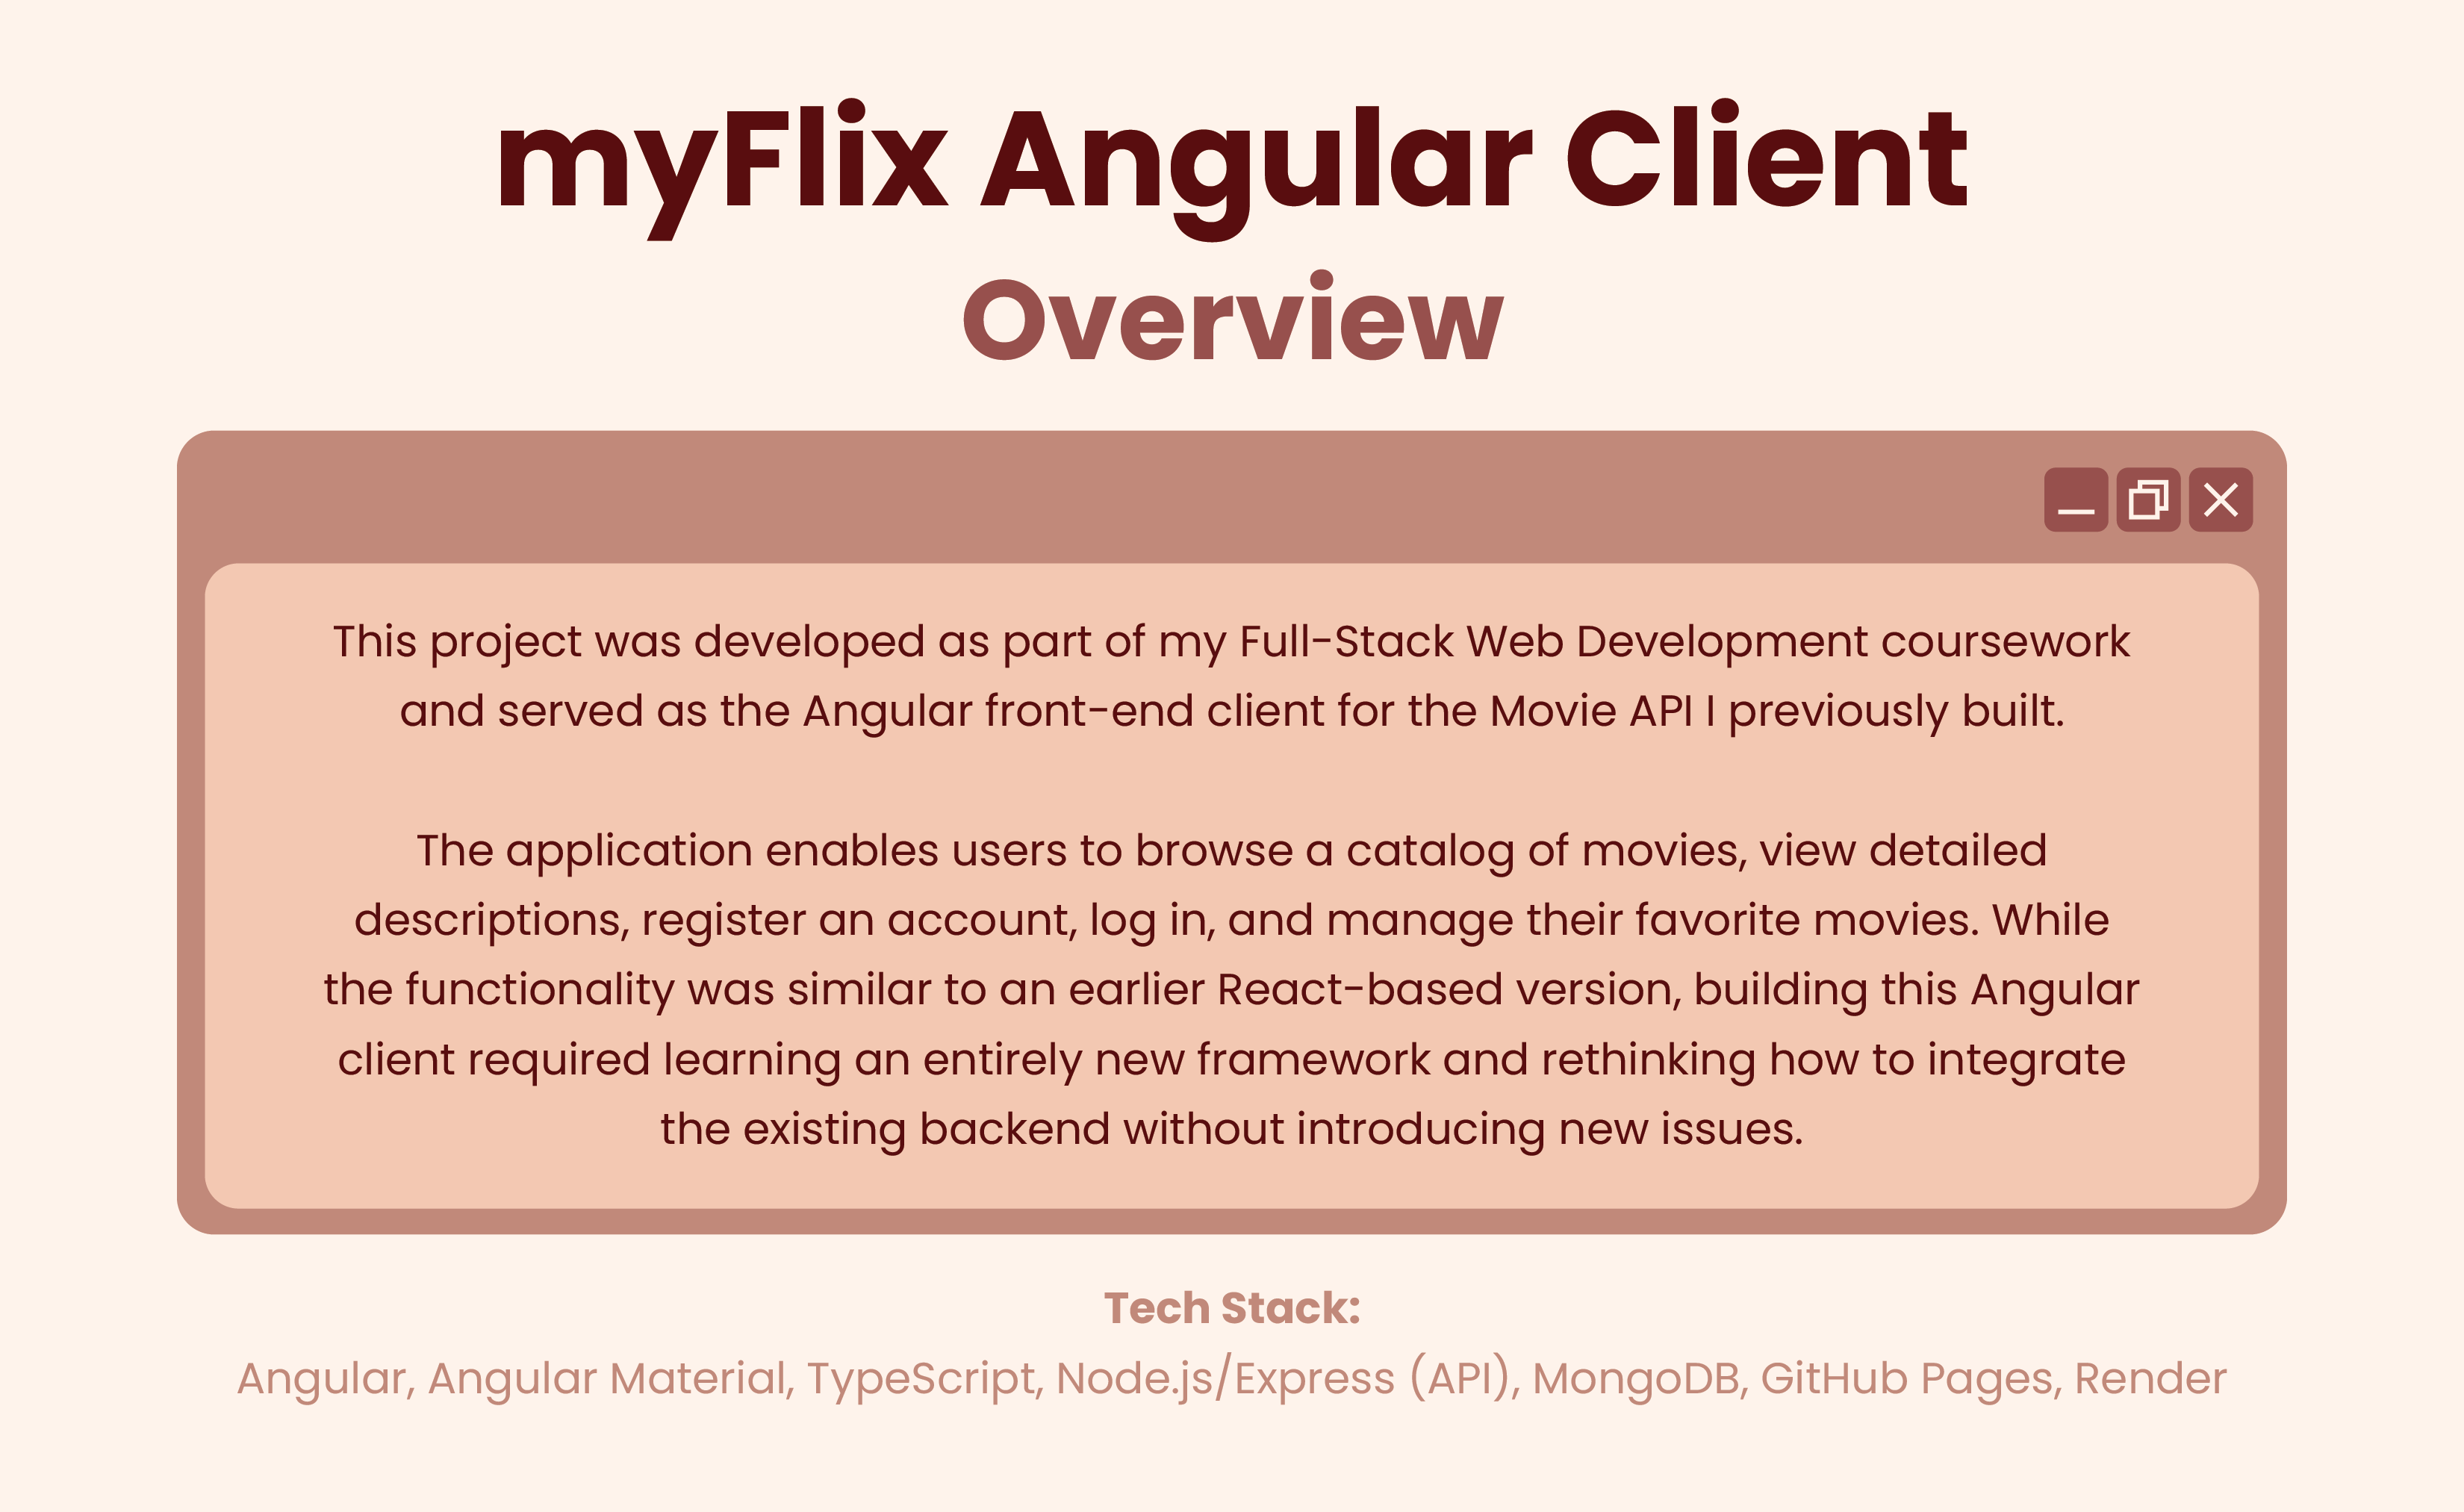 myFlix Angular Client
Overview
This project was developed as part of my Full-Stack Web Development coursework
and served as the Angular front-end client for the Movie API I previously built.
The application enables users to browse a catalog of movies, view detailed
descriptions, register an account, log in, and manage their favorite movies. While
the functionality was similar to an earlier React-based version, building this Angular
client required learning an entirely new framework and rethinking how to integrate
the existing backend without introducing new issues.
Tech Stack:
Angular, Angular Material, TypeScript, Node.js/Express (API), MongoDB, GitHub Pages, Render